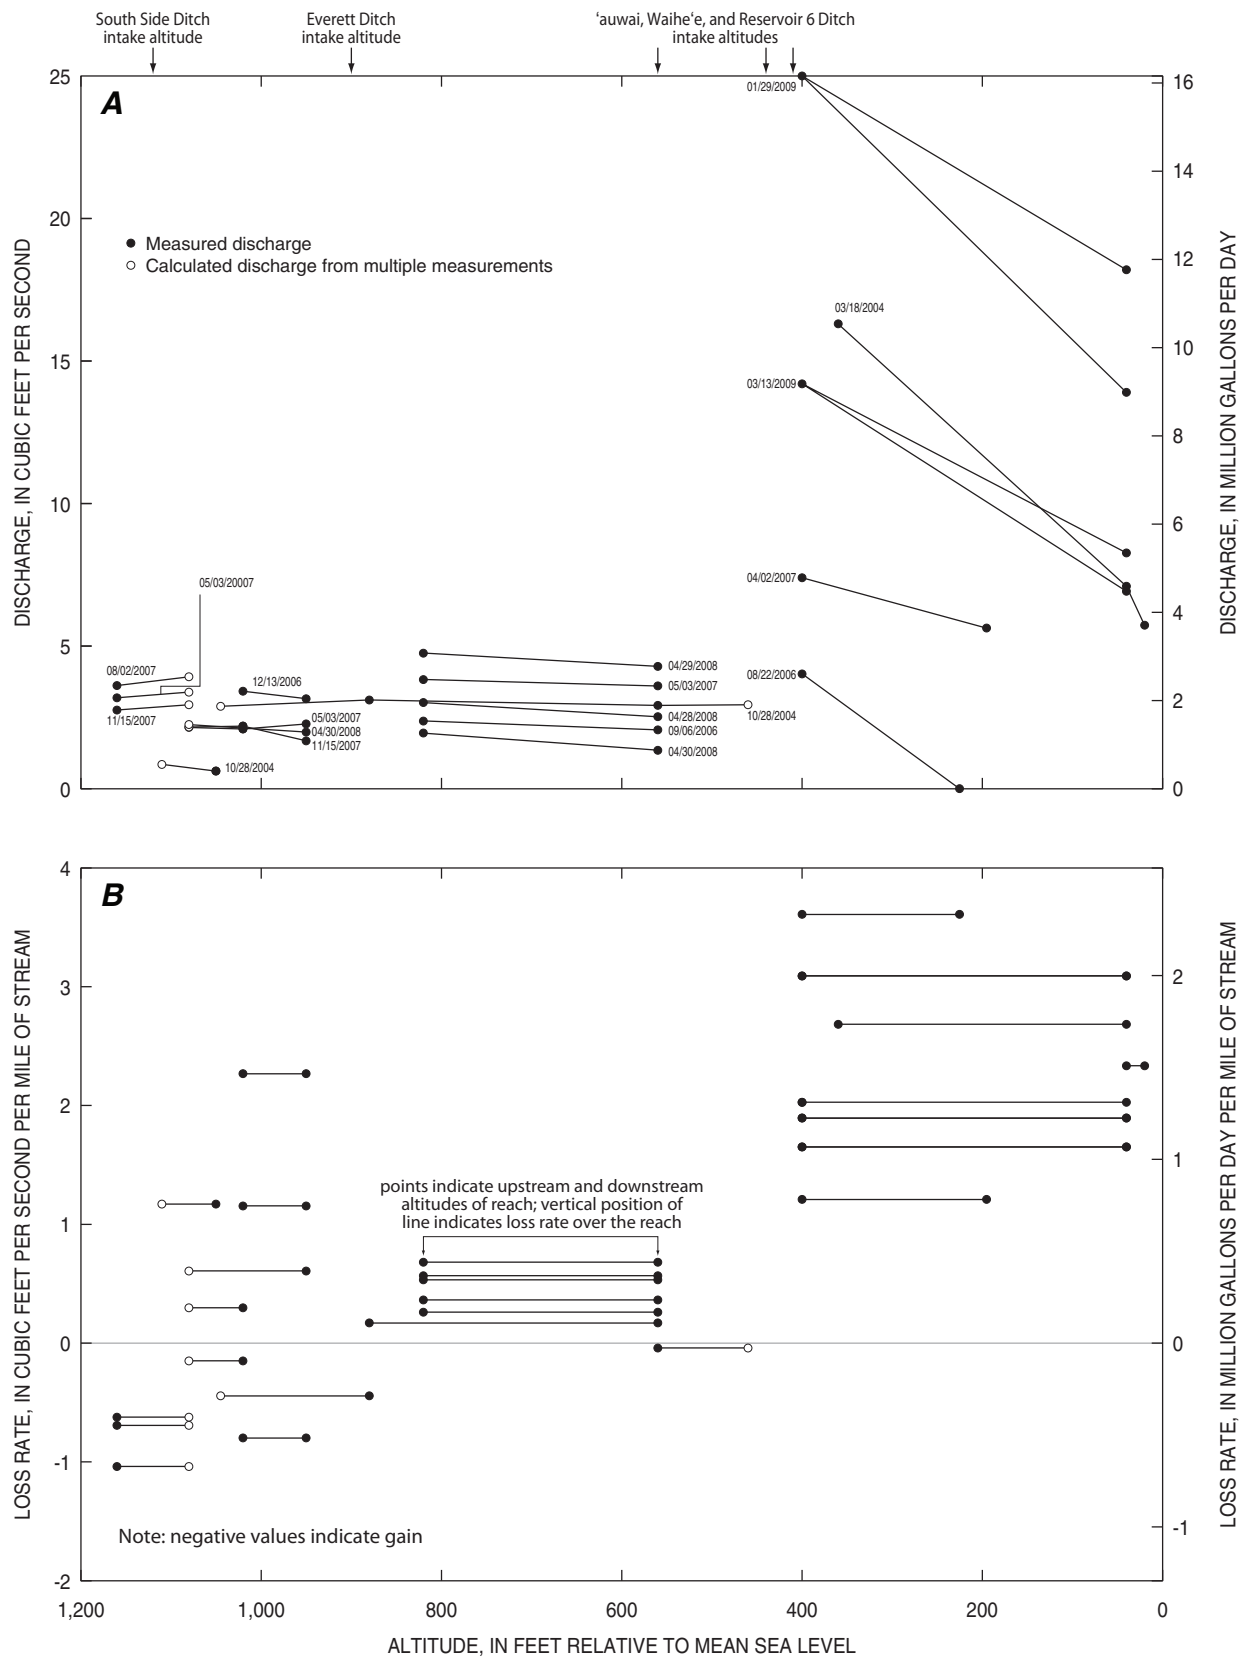 South Side Ditch
intake altitude
Everett Ditch
intake altitude
ʻauwai, Waiheʻe, and Reservoir 6 Ditch
intake altitudes
A
25
20
15
10
5
0
DISCHARGE, IN CUBIC FEET PER SECOND
16
14
12
10
8
6
4
2
0
DISCHARGE, IN MILLION GALLONS PER DAY
Measured discharge
Calculated discharge from multiple measurements
01/29/2009
03/18/2004
03/13/2009
04/02/2007
08/22/2006
05/03/20007
08/02/2007
11/15/2007
12/13/2006
05/03/2007
04/30/2008
11/15/2007
10/28/2004
04/29/2008
05/03/2007
04/28/2008
09/06/2006
04/30/2008
10/28/2004
B
4
3
2
1
0
-1
-2
LOSS RATE, IN CUBIC FEET PER SECOND PER MILE OF STREAM
2
1
0
-1
LOSS RATE, IN MILLION GALLONS PER DAY PER MILE OF STREAM
points indicate upstream and downstream
altitudes of reach; vertical position of
line indicates loss rate over the reach
Note: negative values indicate gain
1,200
1,000
800
600
400
200
0
ALTITUDE, IN FEET RELATIVE TO MEAN SEA LEVEL